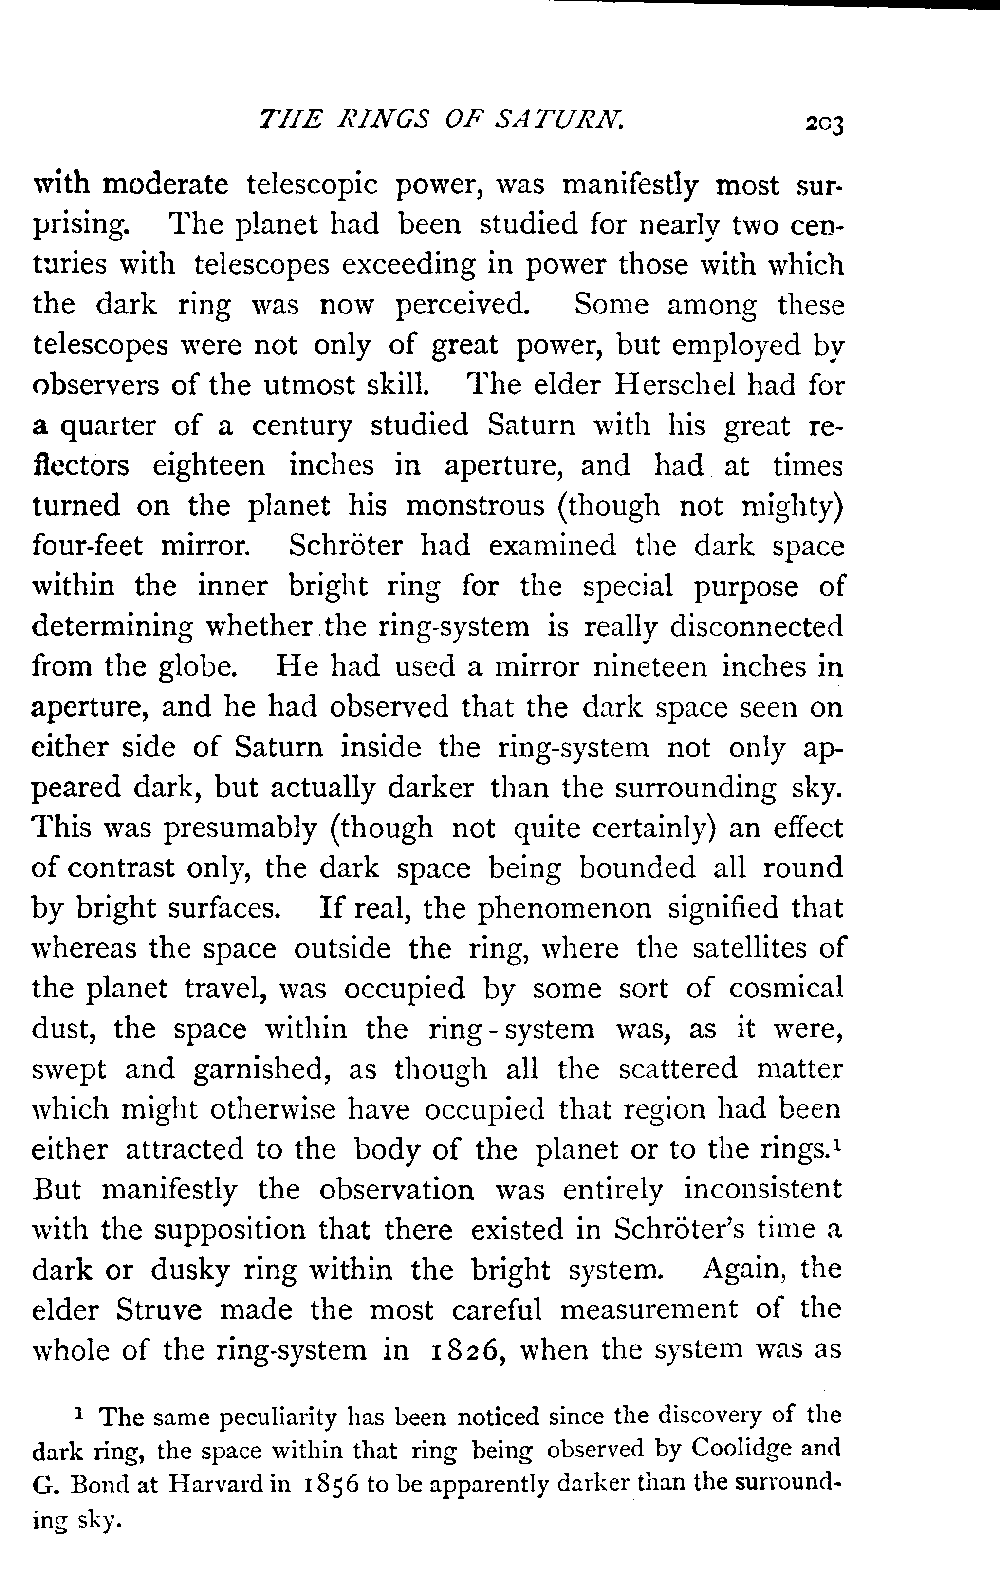 THE RINGS OF SATURN. 203
with moderate telescopic power, was manifestly most sur-
prising. The planet had been studied for nearly two cen-
turies with telescopes exceeding in power those with which
the dark ring was now perceived. Some among these
telescopes were not only of great power, but employed by
observers of the utmost skill. The elder Herschel had for
a quarter of a century studied Saturn with his great re-
flectors eighteen inches in aperture, and had at times
turned on the planet his monstrous (though not mighty)
four-feet mirror. Schröter had examined the dark space
within the inner bright ring for the special purpose of
determining whether the ring-system is really disconnected
from the globe. He had used a mirror nineteen inches in
aperture, and he had observed that the dark space seen on
either side of Saturn inside the ring-system not only ap-
peared dark, but actually darker than the surrounding sky.
This was presumably (though not quite certainly) an effect
of contrast only, the dark space being bounded all round
by bright surfaces. If real, the phenomenon signified that
whereas the space outside the ring, where the satellites of
the planet travel, was occupied by some sort of cosmical
dust, the space within the ring-system was, as it were,
swept and garnished, as though all the scattered matter
which might otherwise have occupied that region had been
either attracted to the body of the planet or to the rings.¹
But manifestly the observation was entirely inconsistent
with the supposition that there existed in Schröter's time a
dark or dusky ring within the bright system. Again, the
elder Struve made the most careful measurement of the
whole of the ring-system in 1826, when the system was as
¹ The same peculiarity has been noticed since the discovery of the
dark ring, the space within that ring being observed by Coolidge and
G. Bond at Harvard in 1856 to be apparently darker than the surround-
ing sky.